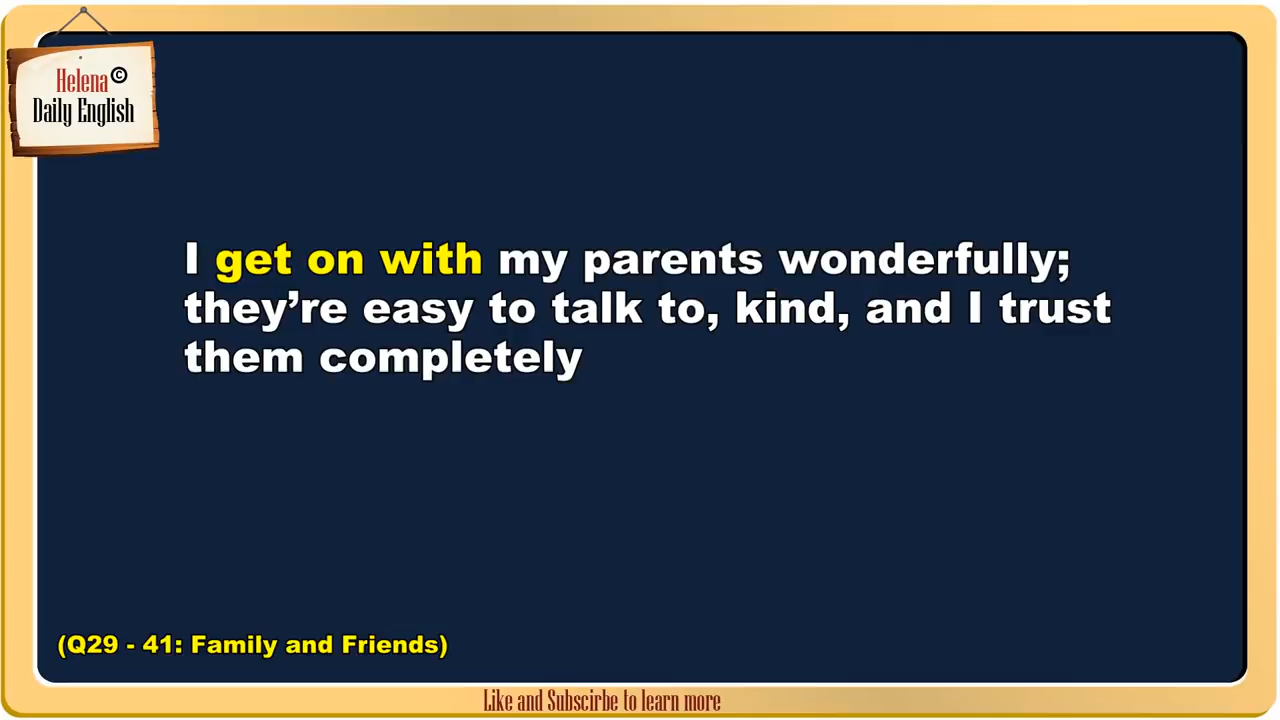 Helena ©
Daily English
I get on with my parents wonderfully;
they’re easy to talk to, kind, and I trust
them completely
(Q29 - 41: Family and Friends)
Like and Subscirbe to learn more